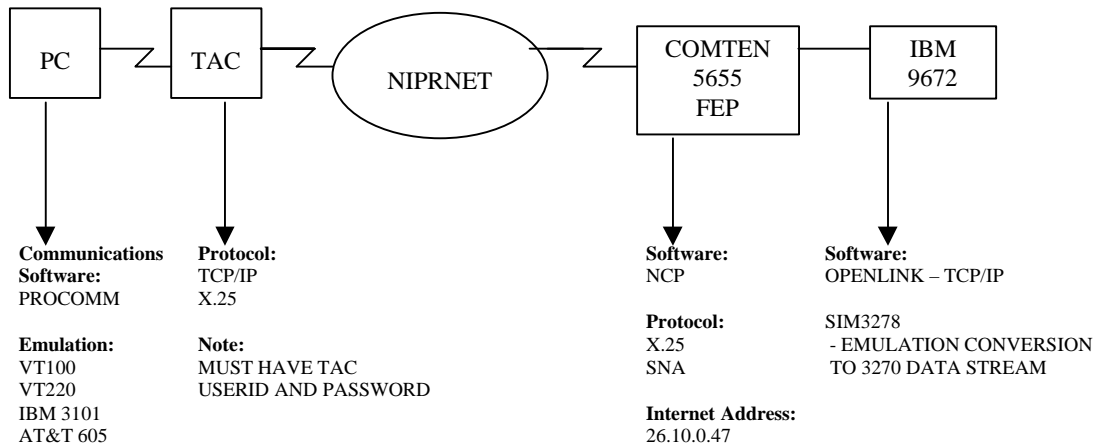 PC
TAC
NIPRNET
COMTEN
5655
FEP
IBM
9672
Communications
Software:
PROCOMM
Emulation:
VT100
VT220
IBM 3101
AT&T 605
Protocol:
TCP/IP
X.25
Note:
MUST HAVE TAC
USERID AND PASSWORD
Software:
NCP
Protocol:
X.25
SNA
Internet Address:
26.10.0.47
Software:
OPENLINK – TCP/IP
SIM3278
- EMULATION CONVERSION
TO 3270 DATA STREAM